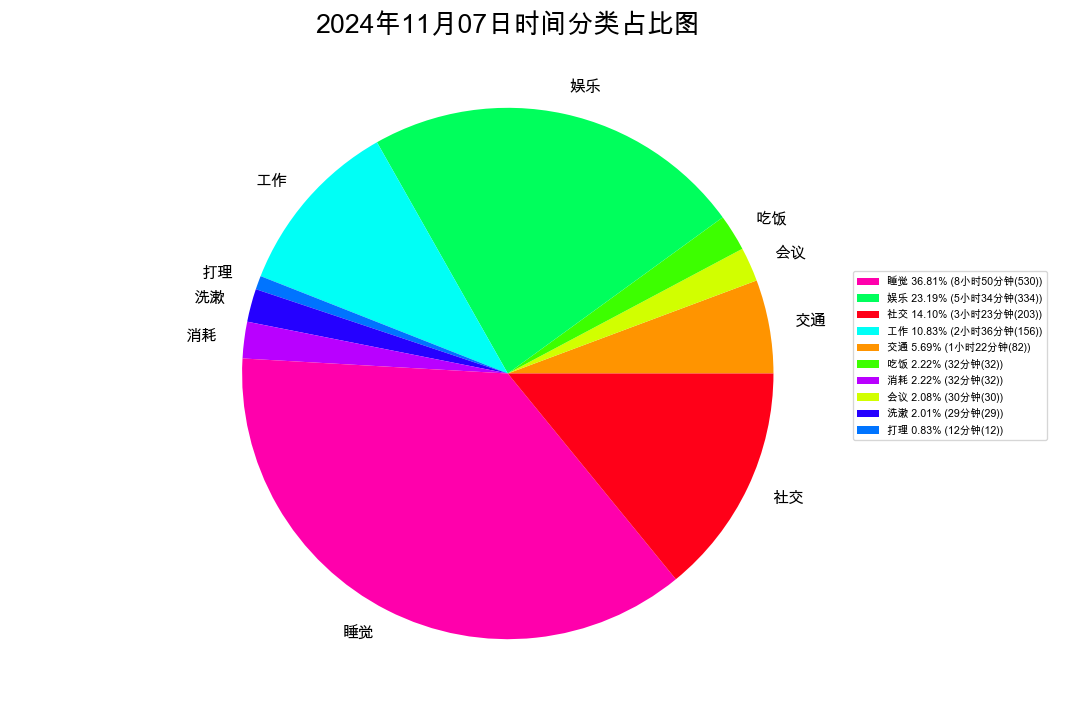 2024年11月07日时间分类占比图
娱乐
工作
吃饭
会议
打理
洗漱
消耗
交通
社交
睡觉
睡觉 36.81% (8小时50分钟(530))
娱乐 23.19% (5小时34分钟(334))
社交 14.10% (3小时23分钟(203))
工作 10.83% (2小时36分钟(156))
交通 5.69% (1小时22分钟(82))
吃饭 2.22% (32分钟(32))
消耗 2.22% (32分钟(32))
会议 2.08% (30分钟(30))
洗漱 2.01% (29分钟(29))
打理 0.83% (12分钟(12))